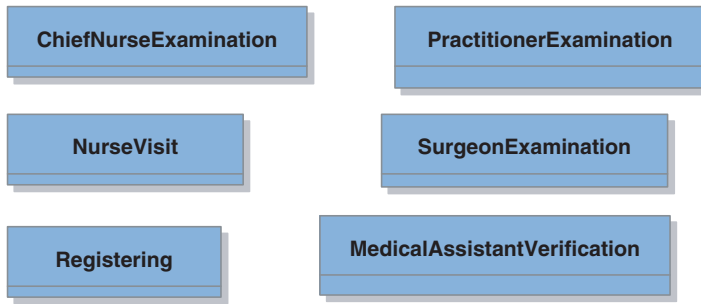 ChiefNurseExamination
PractitionerExamination
NurseVisit
SurgeonExamination
Registering
MedicalAssistantVerification